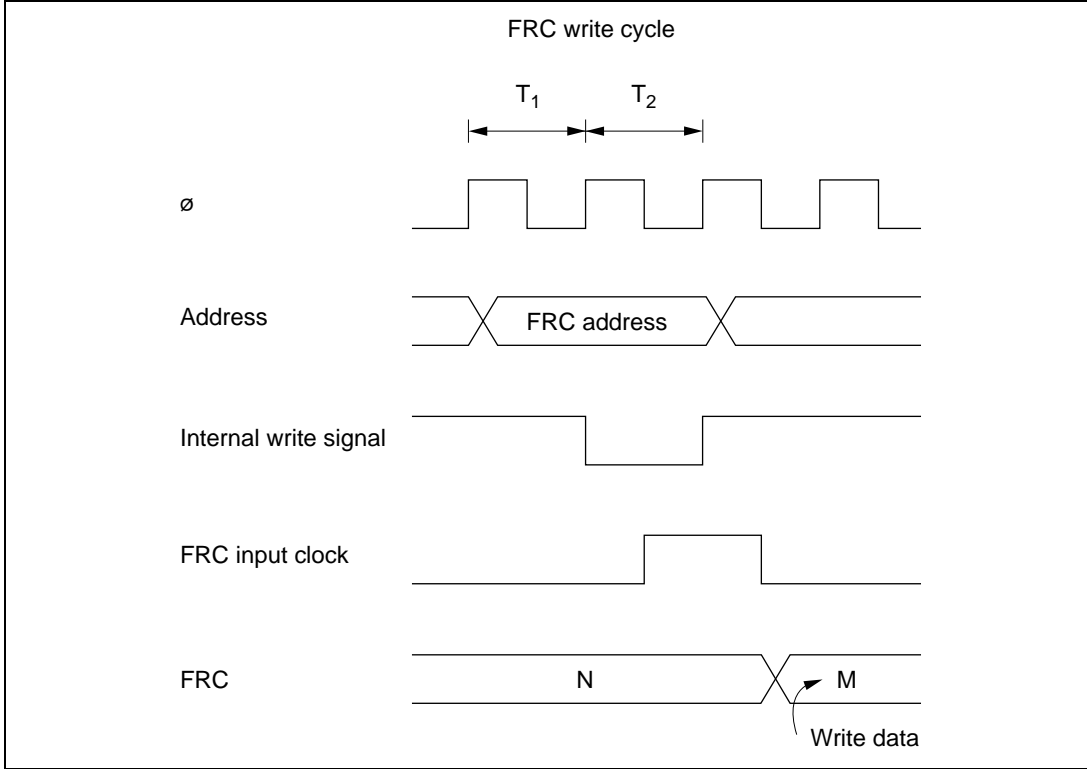 FRC write cycle
T1 T2
ø
Address FRC address
Internal write signal
FRC input clock
FRC N M
Write data